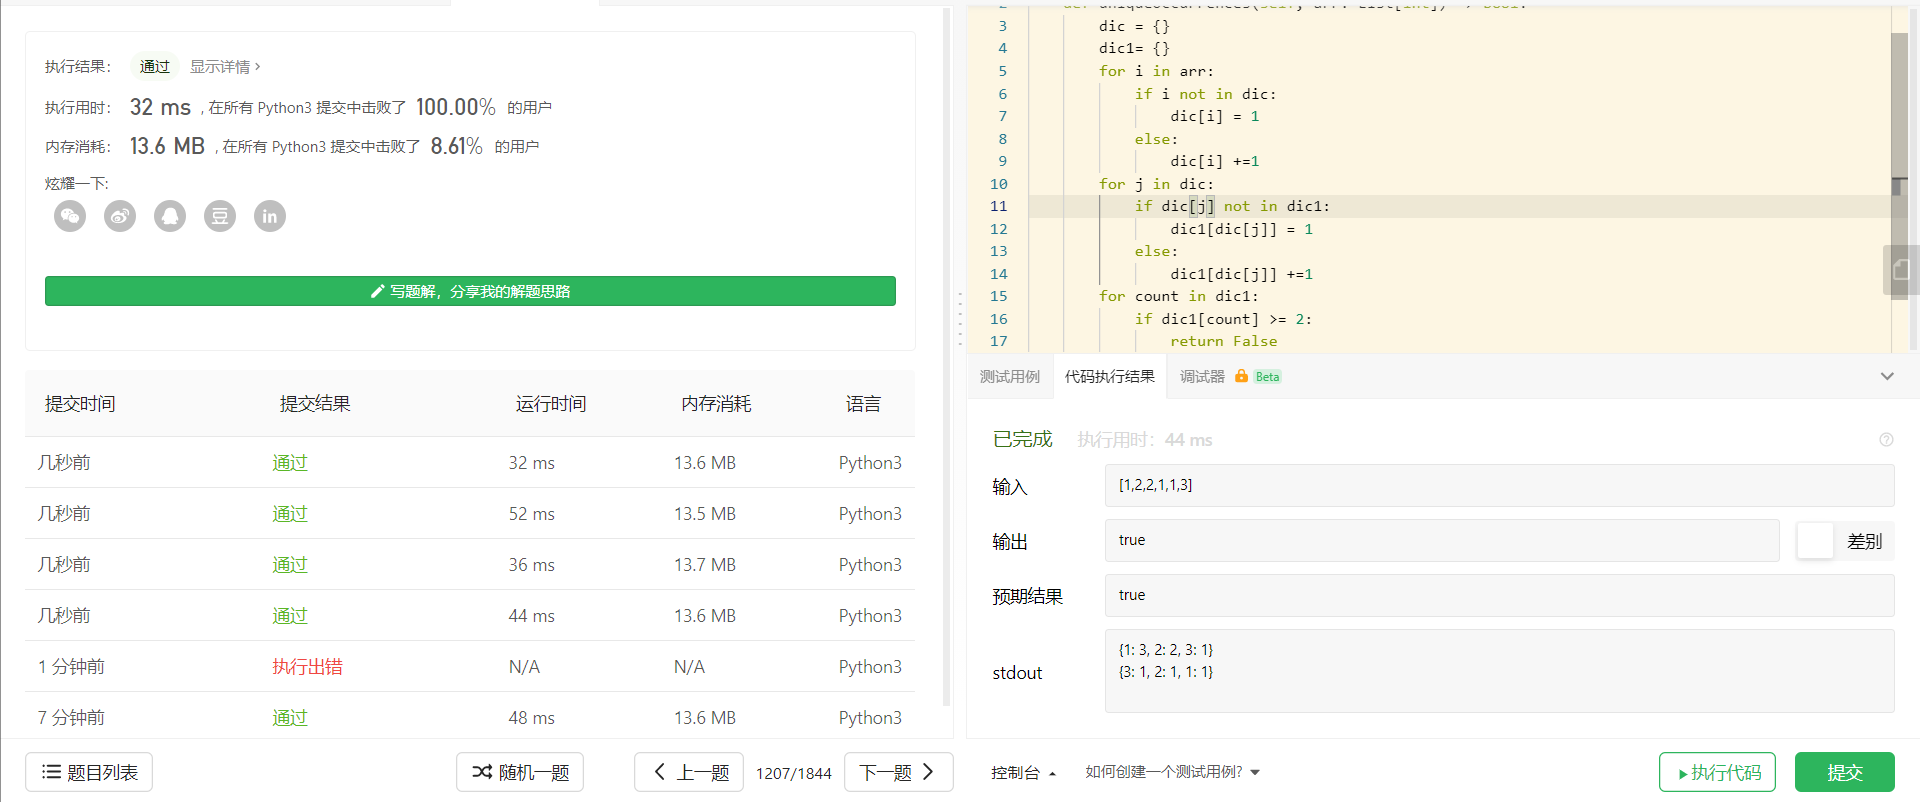 执行结果： 通过 显示详情 ›
执行用时： 32 ms , 在所有 Python3 提交中击败了 100.00% 的用户
内存消耗： 13.6 MB , 在所有 Python3 提交中击败了 8.61% 的用户
炫耀一下:
写题解，分享我的解题思路
提交时间 提交结果 运行时间 内存消耗 语言
几秒前 通过 32 ms 13.6 MB Python3
几秒前 通过 52 ms 13.5 MB Python3
几秒前 通过 36 ms 13.7 MB Python3
几秒前 通过 44 ms 13.6 MB Python3
1 分钟前 执行出错 N/A N/A Python3
7 分钟前 通过 48 ms 13.6 MB Python3
题目列表 随机一题 上一题 1207/1844 下一题
3 dic = {}
4 dic1= {}
5 for i in arr:
6 if i not in dic:
7 dic[i] = 1
8 else:
9 dic[i] +=1
10 for j in dic:
11 if dic[j] not in dic1:
12 dic1[dic[j]] = 1
13 else:
14 dic1[dic[j]] +=1
15 for count in dic1:
16 if dic1[count] >= 2:
17 return False
测试用例 代码执行结果 调试器 Beta
已完成 执行用时：44 ms
输入 [1,2,2,1,1,3]
输出 true 差别
预期结果 true
stdout
{1: 3, 2: 2, 3: 1}
{3: 1, 2: 1, 1: 1}
控制台 如何创建一个测试用例? 执行代码 提交